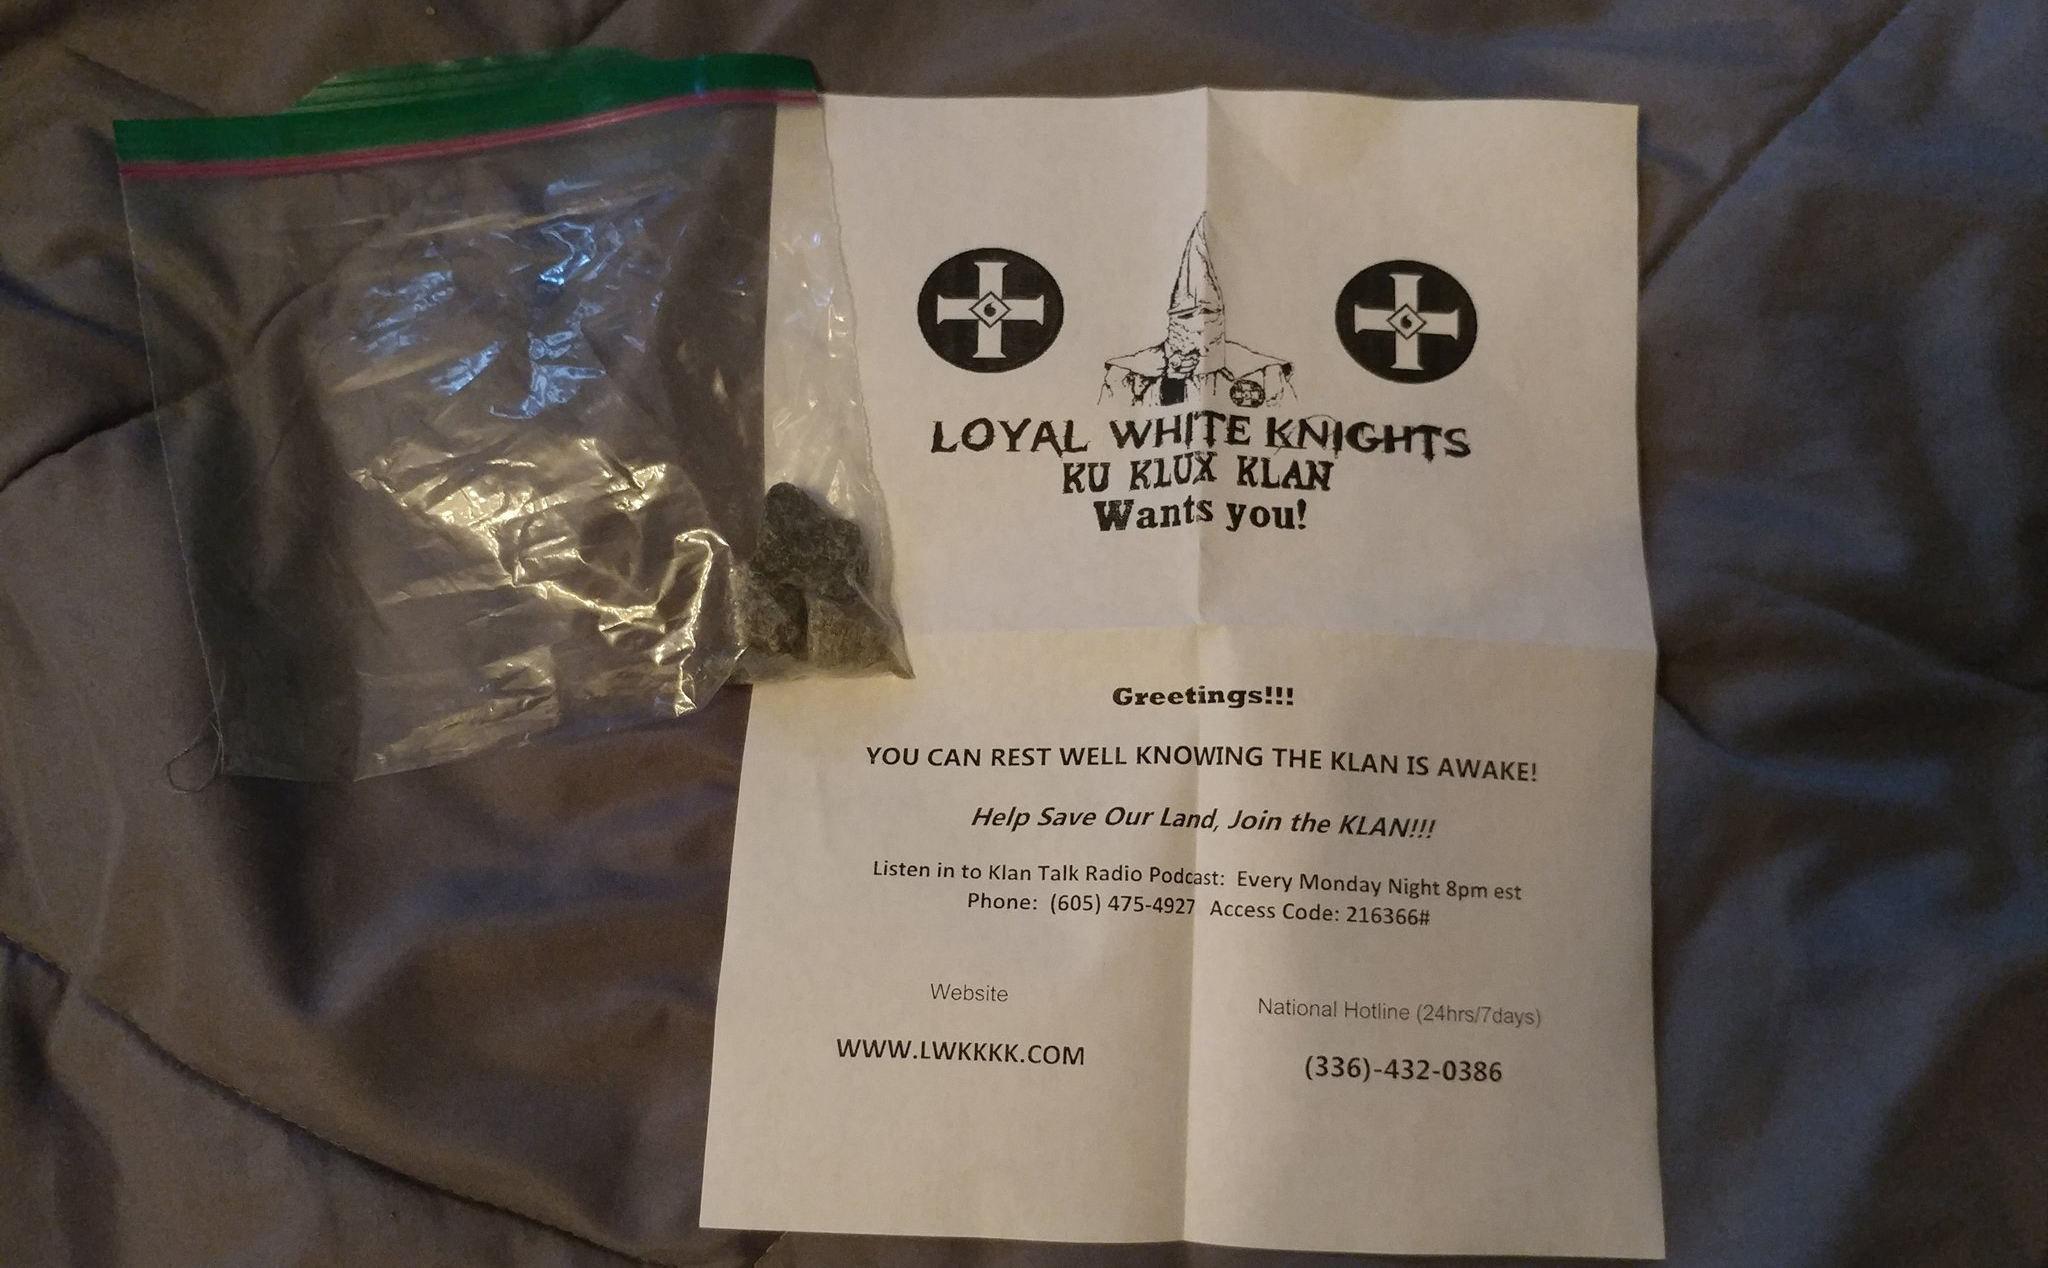 LOYAL WHITE KNIGHTS
KU KLUX KLAN
Wants you!
Greetings!!!
YOU CAN REST WELL KNOWING THE KLAN IS AWAKE!
Help Save Our Land, Join the KLAN!!!
Listen in to Klan Talk Radio Podcast: Every Monday Night 8pm est
Phone: (605) 475-4927 Access Code: 216366#
Website
National Hotline (24hrs/7days)
WWW.LWKKKK.COM
(336)-432-0386